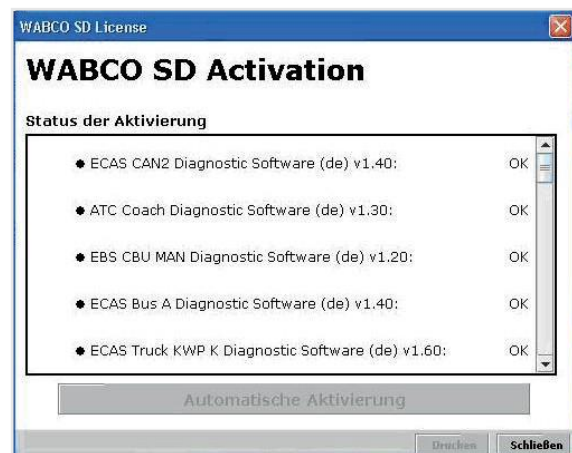 WABCO SD License
WABCO SD Activation
Status der Aktivierung
● ECAS CAN2 Diagnostic Software (de) v1.40: OK
● ATC Coach Diagnostic Software (de) v1.30: OK
● EBS CBU MAN Diagnostic Software (de) v1.20: OK
● ECAS Bus A Diagnostic Software (de) v1.40: OK
● ECAS Truck KWP K Diagnostic Software (de) v1.60: OK
Automatische Aktivierung
Drucken Schließen